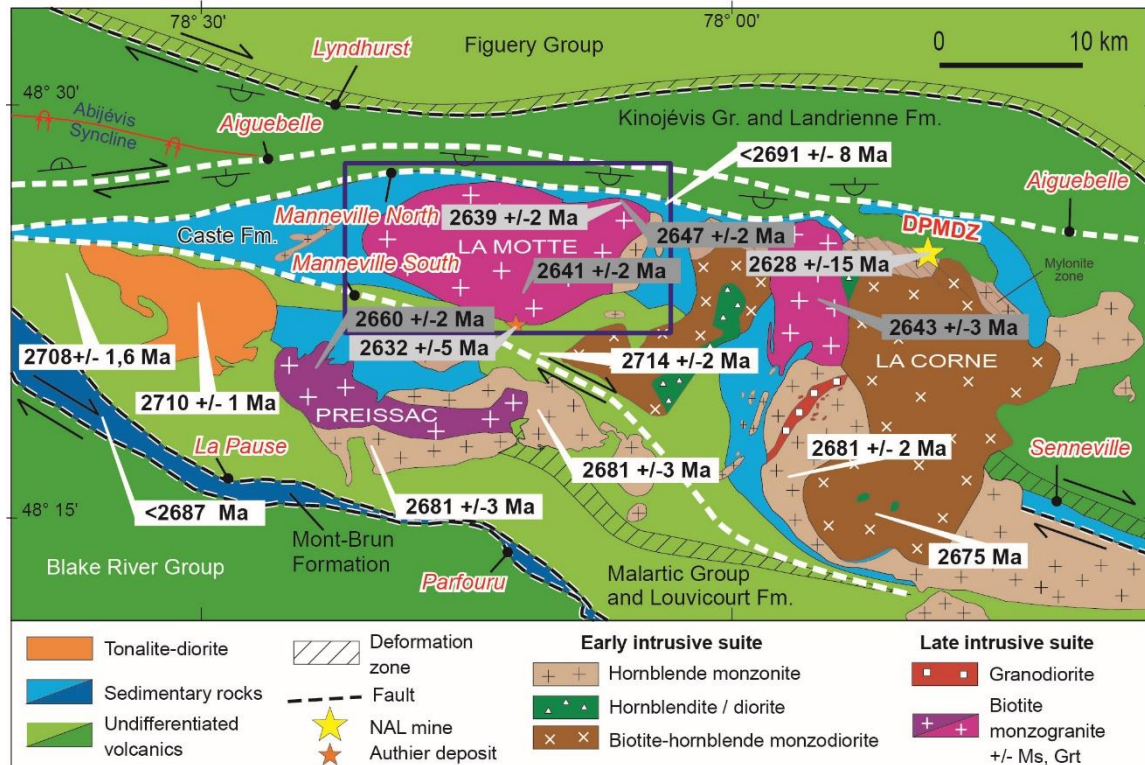 78° 30'
78° 00'
Lyndhurst
Figuery Group
0 10 km
48° 30'
Abijévis
Syncline
Aiguebelle
Kinojévis Gr. and Landrienne Fm.
<2691 +/- 8 Ma
Aiguebelle
Manneville North
2639 +/-2 Ma
DPMDZ
Caste Fm.
LA MOTTE
2647 +/-2 Ma
Manneville South
2628 +/-15 Ma
2641 +/-2 Ma
Mylonite
zone
2660 +/-2 Ma
2643 +/-3 Ma
2632 +/-5 Ma
2708+/- 1,6 Ma
2714 +/-2 Ma
LA CORNE
2710 +/- 1 Ma
PREISSAC
La Pause
2681 +/- 2 Ma
Senneville
2681 +/-3 Ma
48° 15'
<2687 Ma
2681 +/-3 Ma
Mont-Brun
Formation
2675 Ma
Blake River Group
Parfouru
Malartic Group
and Louvicourt Fm.
Tonalite-diorite
Sedimentary rocks
Undifferentiated
volcanics
Deformation
zone
Fault
NAL mine
Authier deposit
Early intrusive suite
Hornblende monzonite
Hornblendite / diorite
Biotite-hornblende monzodiorite
Late intrusive suite
Granodiorite
Biotite
monzogranite
+/- Ms, Grt